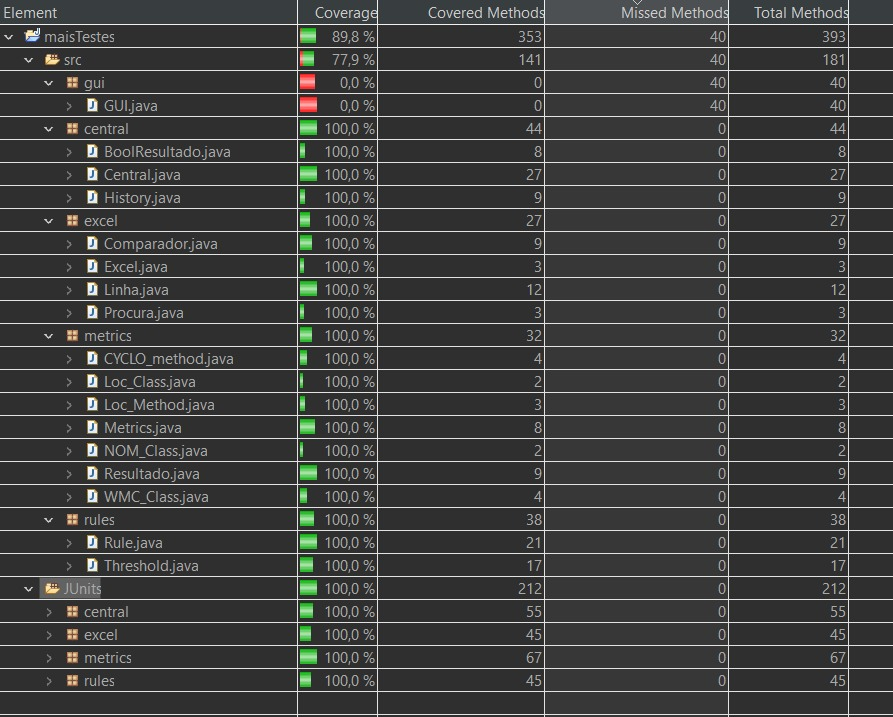 Element Coverage Covered Methods Missed Methods Total Methods
maisTestes 89,8 % 353 40 393
src 77,9 % 141 40 181
gui 0,0 % 0 40 40
GUI.java 0,0 % 0 40 40
central 100,0 % 44 0 44
BoolResultado.java 100,0 % 8 0 8
Central.java 100,0 % 27 0 27
History.java 100,0 % 9 0 9
excel 100,0 % 27 0 27
Comparador.java 100,0 % 9 0 9
Excel.java 100,0 % 3 0 3
Linha.java 100,0 % 12 0 12
Procura.java 100,0 % 3 0 3
metrics 100,0 % 32 0 32
CYCLO_method.java 100,0 % 4 0 4
Loc_Class.java 100,0 % 2 0 2
Loc_Method.java 100,0 % 3 0 3
Metrics.java 100,0 % 8 0 8
NOM_Class.java 100,0 % 2 0 2
Resultado.java 100,0 % 9 0 9
WMC_Class.java 100,0 % 4 0 4
rules 100,0 % 38 0 38
Rule.java 100,0 % 21 0 21
Threshold.java 100,0 % 17 0 17
JUnits 100,0 % 212 0 212
central 100,0 % 55 0 55
excel 100,0 % 45 0 45
metrics 100,0 % 67 0 67
rules 100,0 % 45 0 45